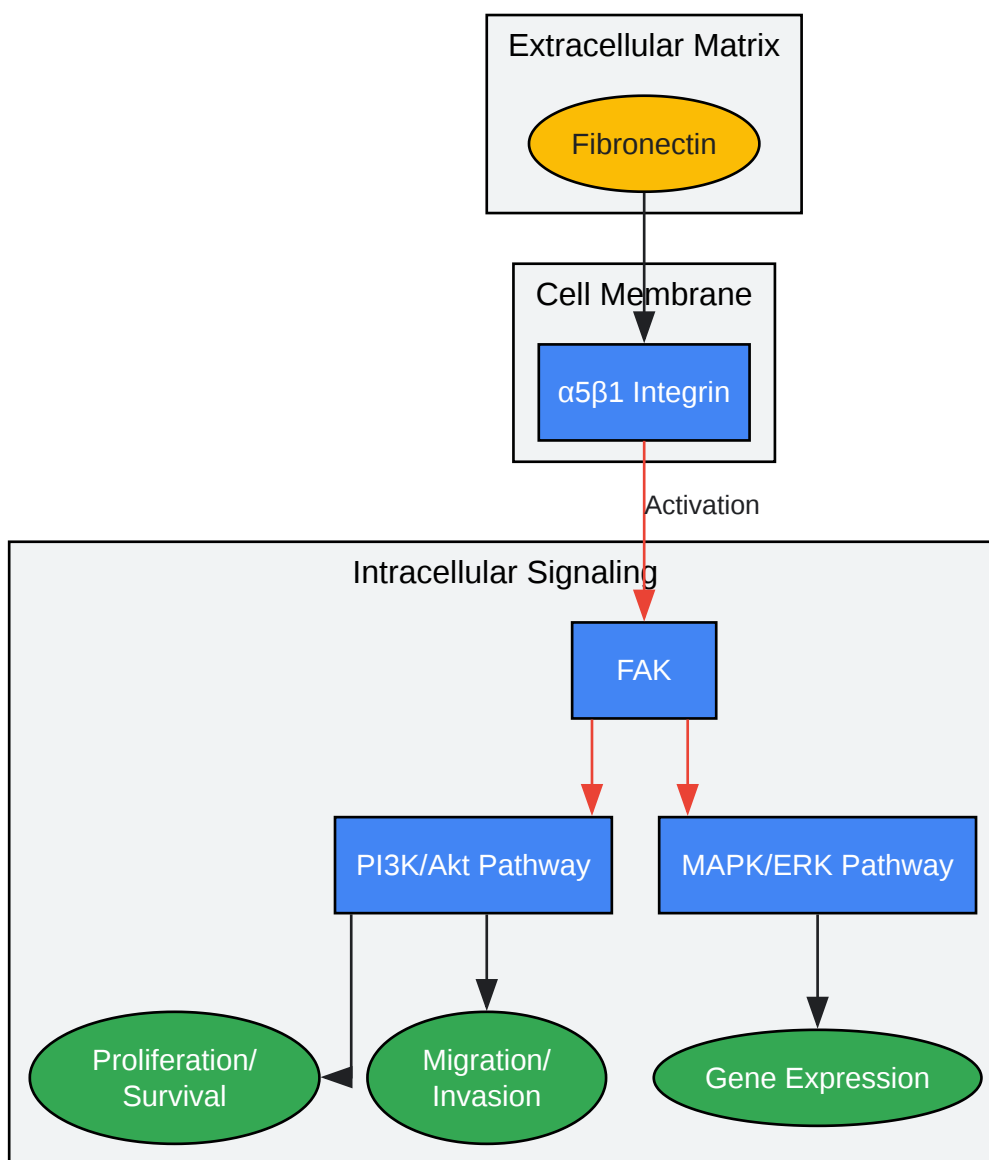 Extracellular Matrix
Fibronectin
Cell Membrane
α5β1 Integrin
Activation
Intracellular Signaling
FAK
PI3K/Akt Pathway
MAPK/ERK Pathway
Proliferation/
Survival
Migration/
Invasion
Gene Expression